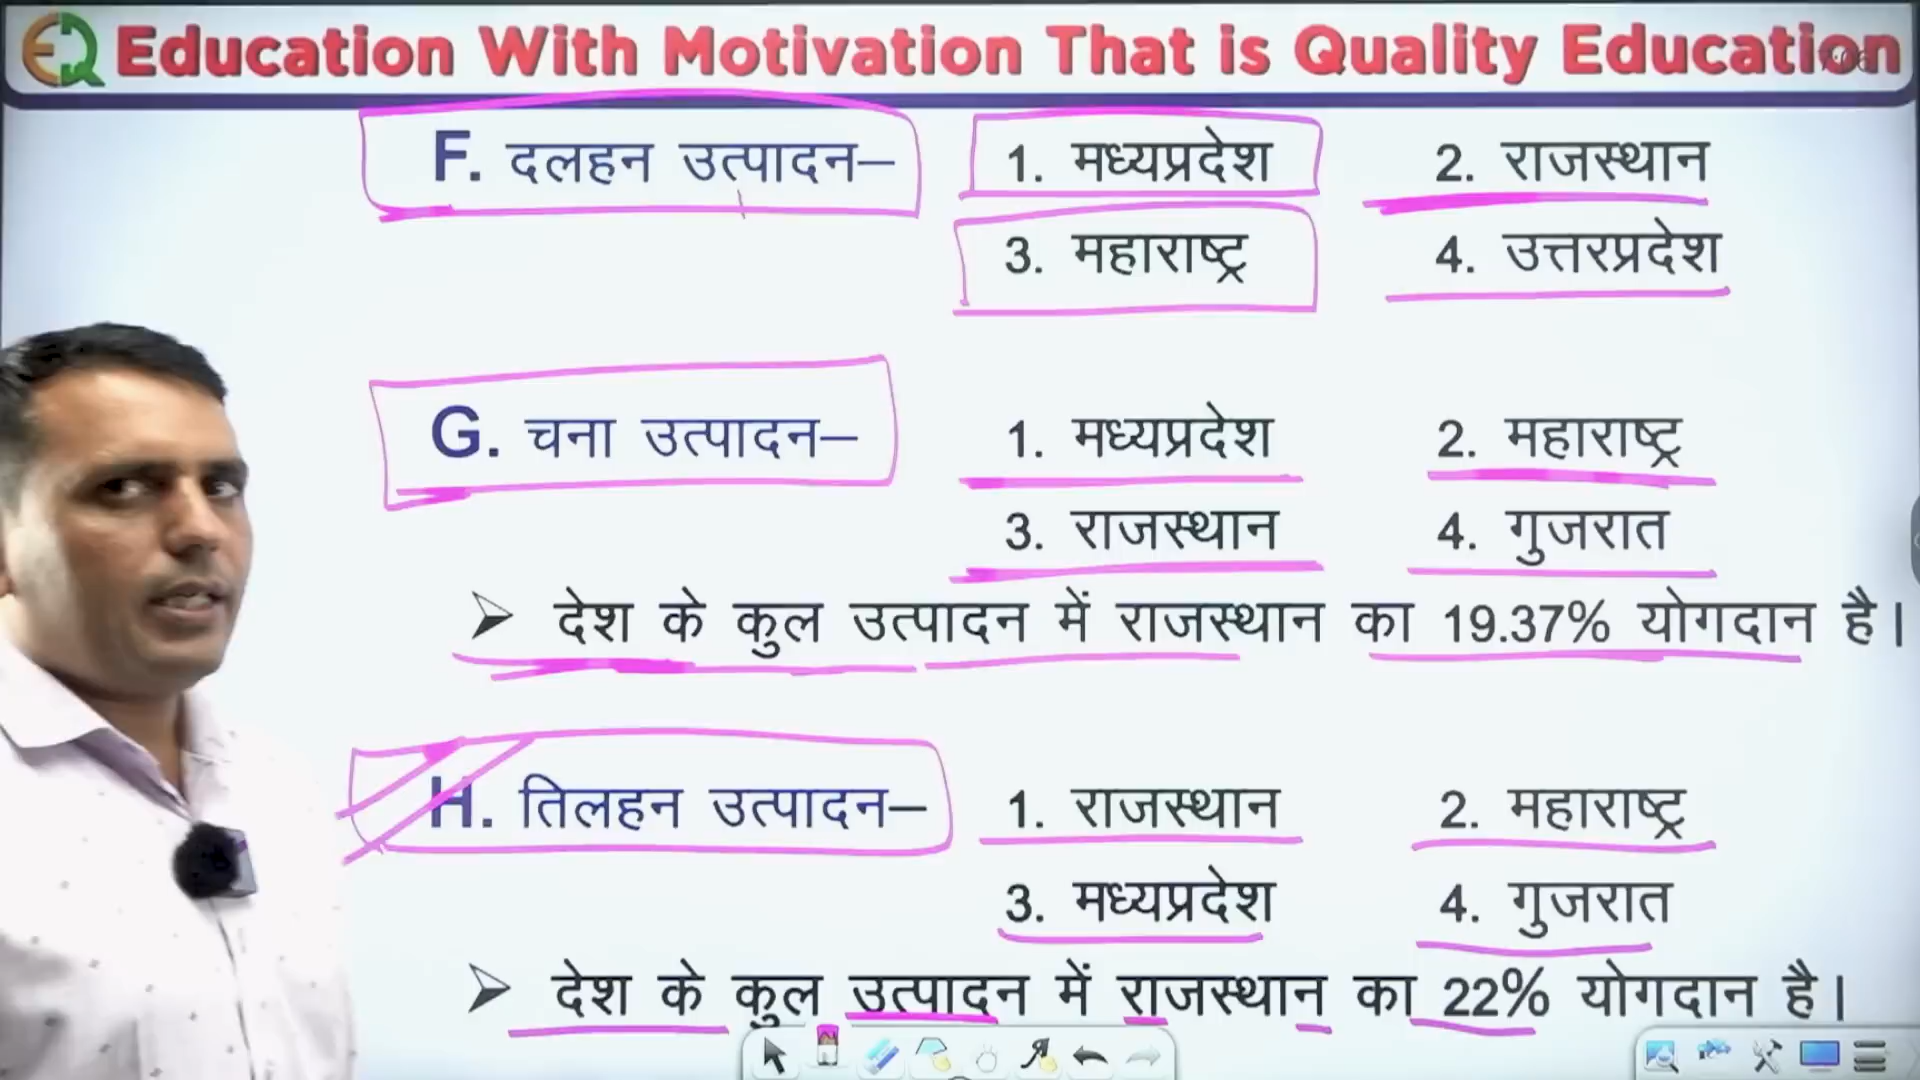 EQ Education With Motivation That is Quality Education
7:06
F. दलहन उत्पादन– 1. मध्यप्रदेश 2. राजस्थान
3. महाराष्ट्र 4. उत्तरप्रदेश
G. चना उत्पादन– 1. मध्यप्रदेश 2. महाराष्ट्र
3. राजस्थान 4. गुजरात
➢ देश के कुल उत्पादन में राजस्थान का 19.37% योगदान है।
H. तिलहन उत्पादन– 1. राजस्थान 2. महाराष्ट्र
3. मध्यप्रदेश 4. गुजरात
➢ देश के कुल उत्पादन में राजस्थान का 22% योगदान है।